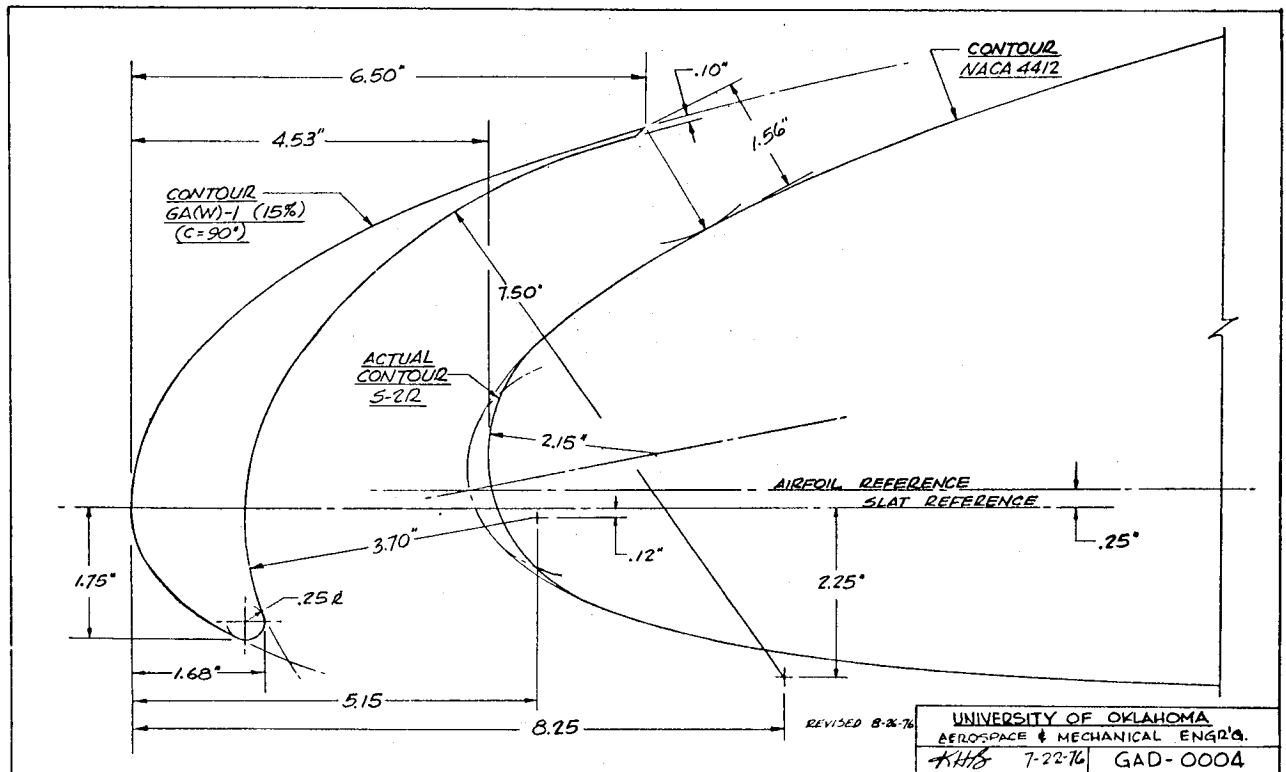 6.50"
4.53"
.10"
1.56"
CONTOUR
NACA 4412
CONTOUR
GA(W)-1 (15%)
(C=90")
7.50"
ACTUAL
CONTOUR
S-2R
2.15"
AIRFOIL REFERENCE
SLAT REFERENCE
3.70"
.12"
.25"
1.75"
.25 R
2.25"
1.68"
5.15
8.25
REVISED 8-26-76
UNIVERSITY OF OKLAHOMA
AEROSPACE & MECHANICAL ENGR'G.
KHB 7-22-76 GAD-0004